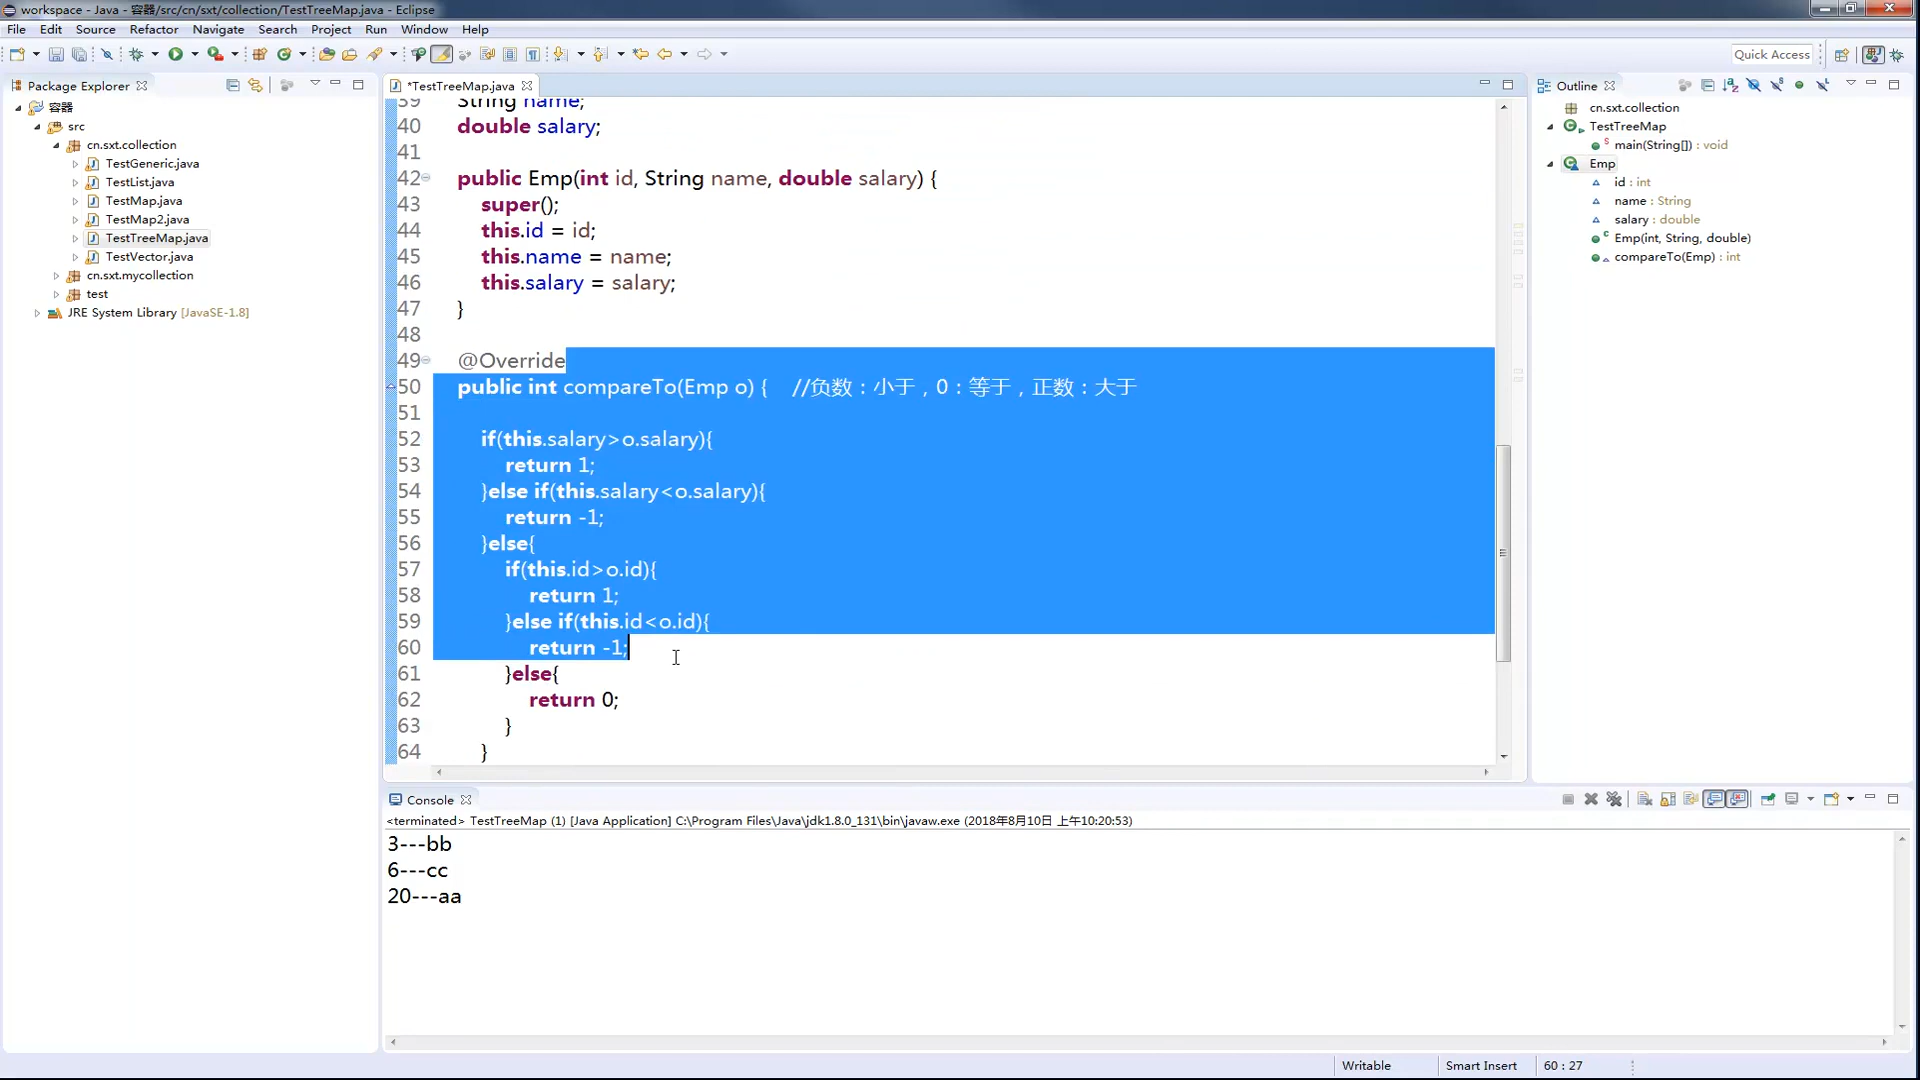 workspace - Java - 容器/src/cn/sxt/collection/TestTreeMap.java - Eclipse
File Edit Source Refactor Navigate Search Project Run Window Help
Quick Access
Package Explorer
容器
src
cn.sxt.collection
TestGeneric.java
TestList.java
TestMap.java
TestMap2.java
TestTreeMap.java
TestVector.java
cn.sxt.mycollection
test
JRE System Library [JavaSE-1.8]
*TestTreeMap.java
39 String name;
40 double salary;
41
42 public Emp(int id, String name, double salary) {
43 super();
44 this.id = id;
45 this.name = name;
46 this.salary = salary;
47 }
48
49 @Override
50 public int compareTo(Emp o) { //负数：小于，0：等于，正数：大于
51
52 if(this.salary>o.salary){
53 return 1;
54 }else if(this.salary<o.salary){
55 return -1;
56 }else{
57 if(this.id>o.id){
58 return 1;
59 }else if(this.id<o.id){
60 return -1;
61 }else{
62 return 0;
63 }
64 }
Outline
cn.sxt.collection
TestTreeMap
main(String[]) : void
Emp
id : int
name : String
salary : double
Emp(int, String, double)
compareTo(Emp) : int
Console
<terminated> TestTreeMap (1) [Java Application] C:\Program Files\Java\jdk1.8.0_131\bin\javaw.exe (2018年8月10日 上午10:20:53)
3---bb
6---cc
20---aa
Writable Smart Insert 60 : 27